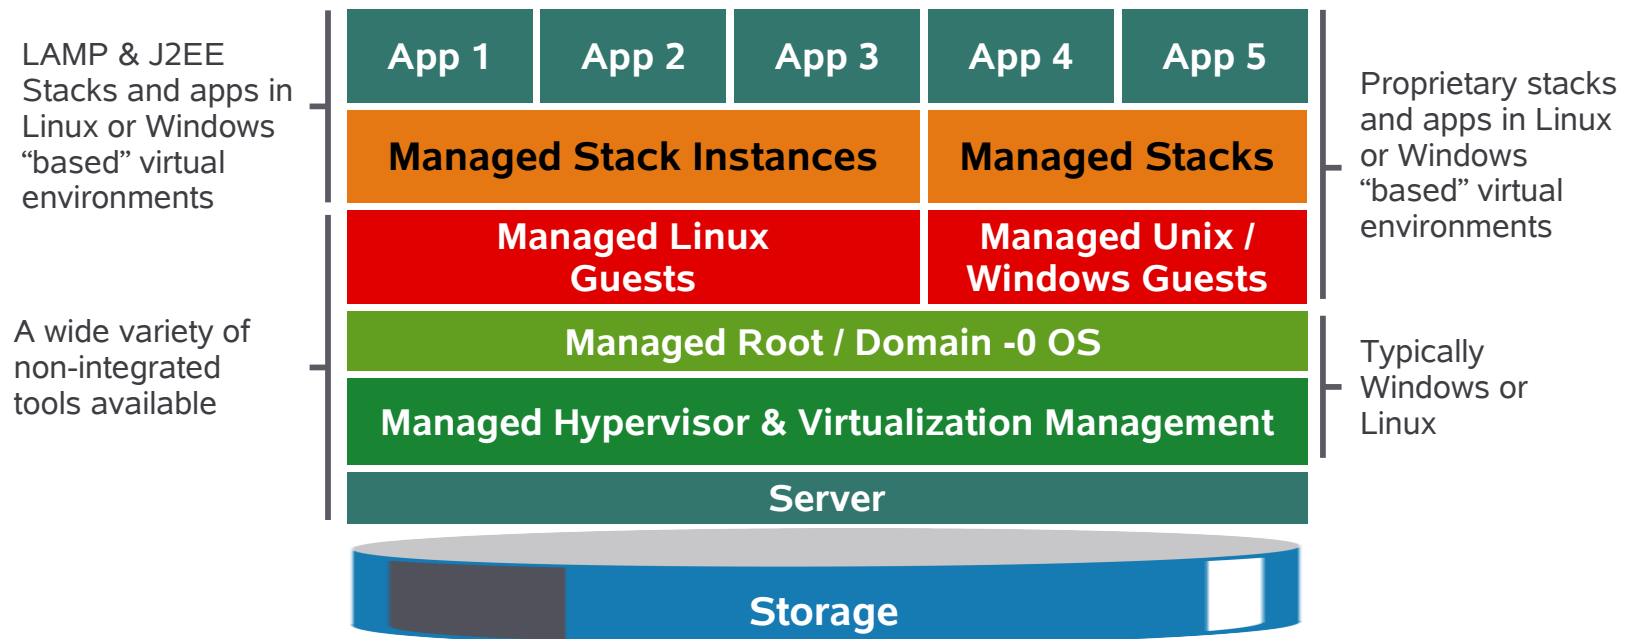 LAMP & J2EE
Stacks and apps in
Linux or Windows
“based” virtual
environments
A wide variety of
non-integrated
tools available
App 1
App 2
App 3
App 4
App 5
Managed Stack Instances
Managed Stacks
Managed Linux
Guests
Managed Unix /
Windows Guests
Managed Root / Domain -0 OS
Managed Hypervisor & Virtualization Management
Server
Storage
Proprietary stacks
and apps in Linux
or Windows
“based” virtual
environments
Typically
Windows or
Linux